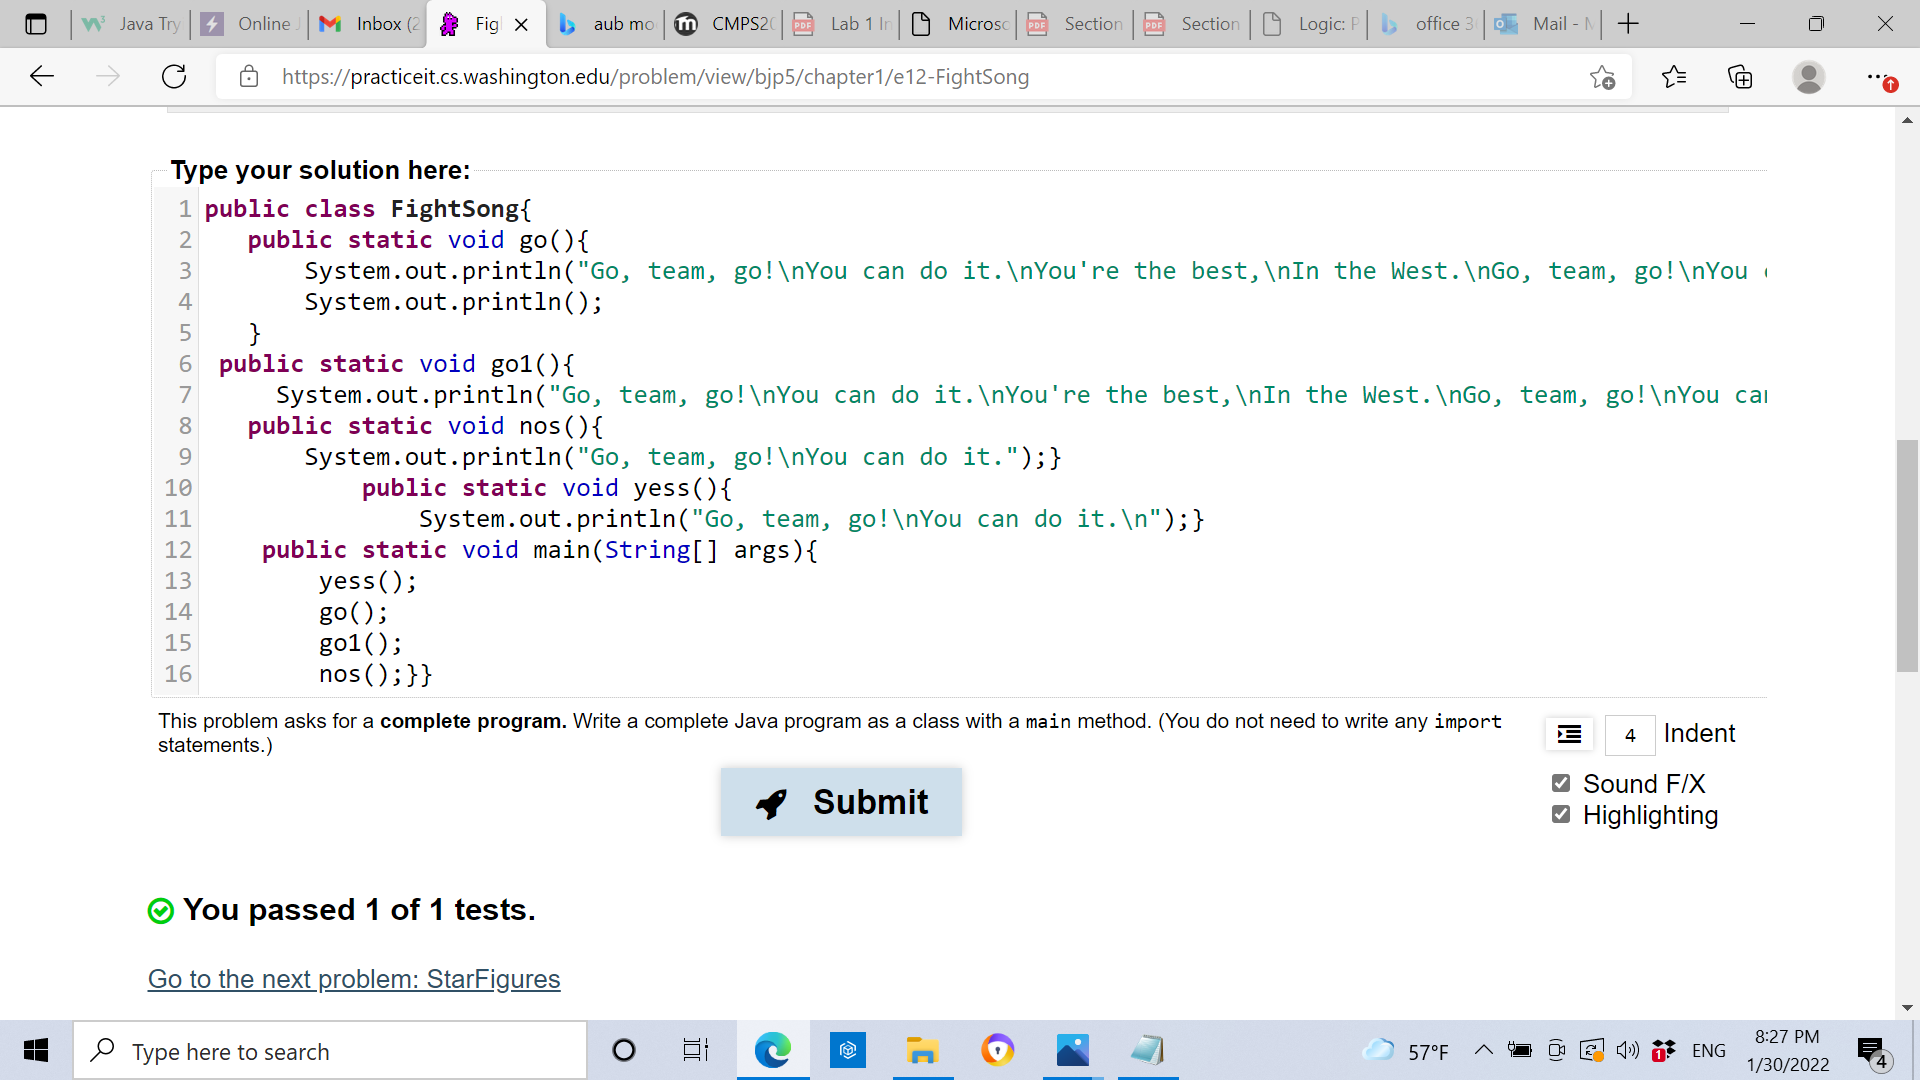 Java Try
Online J
Inbox (2
Fig
aub mo
CMPS20
Lab 1 In
Microso
Section
Section
Logic: P
office 3
Mail - N
https://practiceit.cs.washington.edu/problem/view/bjp5/chapter1/e12-FightSong
Type your solution here:
1 public class FightSong{
2 public static void go(){
3 System.out.println("Go, team, go!\nYou can do it.\nYou're the best,\nIn the West.\nGo, team, go!\nYou
4 System.out.println();
5 }
6 public static void go1(){
7 System.out.println("Go, team, go!\nYou can do it.\nYou're the best,\nIn the West.\nGo, team, go!\nYou can
8 public static void nos(){
9 System.out.println("Go, team, go!\nYou can do it.");}
10 public static void yess(){
11 System.out.println("Go, team, go!\nYou can do it.\n");}
12 public static void main(String[] args){
13 yess();
14 go();
15 go1();
16 nos();}}
This problem asks for a complete program. Write a complete Java program as a class with a main method. (You do not need to write any import
statements.)
4 Indent
Sound F/X
Highlighting
Submit
You passed 1 of 1 tests.
Go to the next problem: StarFigures
Type here to search
57°F
1
ENG
8:27 PM
1/30/2022
4